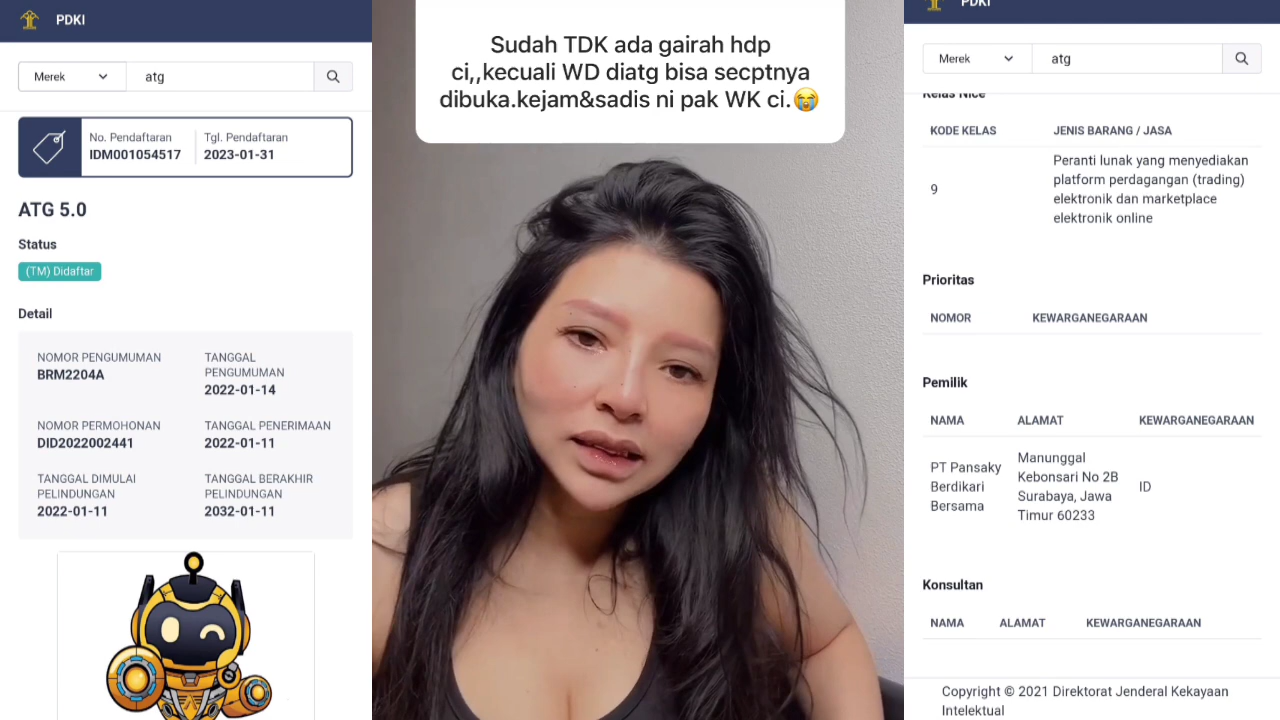 PDKI
Merek
atg
No. Pendaftaran
IDM001054517
Tgl. Pendaftaran
2023-01-31
ATG 5.0
Status
(TM) Didaftar
Detail
NOMOR PENGUMUMAN
BRM2204A
TANGGAL
PENGUMUMAN
2022-01-14
NOMOR PERMOHONAN
DID2022002441
TANGGAL PENERIMAAN
2022-01-11
TANGGAL DIMULAI
PELINDUNGAN
2022-01-11
TANGGAL BERAKHIR
PELINDUNGAN
2032-01-11
Sudah TDK ada gairah hdp
ci,,kecuali WD diatg bisa secptnya
dibuka.kejam&sadis ni pak WK ci.😭
PDKI
Merek
atg
Kelas Nice
KODE KELAS
JENIS BARANG / JASA
9
Peranti lunak yang menyediakan
platform perdagangan (trading)
elektronik dan marketplace
elektronik online
Prioritas
NOMOR
KEWARGANEGARAAN
Pemilik
NAMA
ALAMAT
KEWARGANEGARAAN
PT Pansaky
Berdikari
Bersama
Manunggal
Kebonsari No 2B
Surabaya, Jawa
Timur 60233
ID
Konsultan
NAMA
ALAMAT
KEWARGANEGARAAN
Copyright © 2021 Direktorat Jenderal Kekayaan
Intelektual